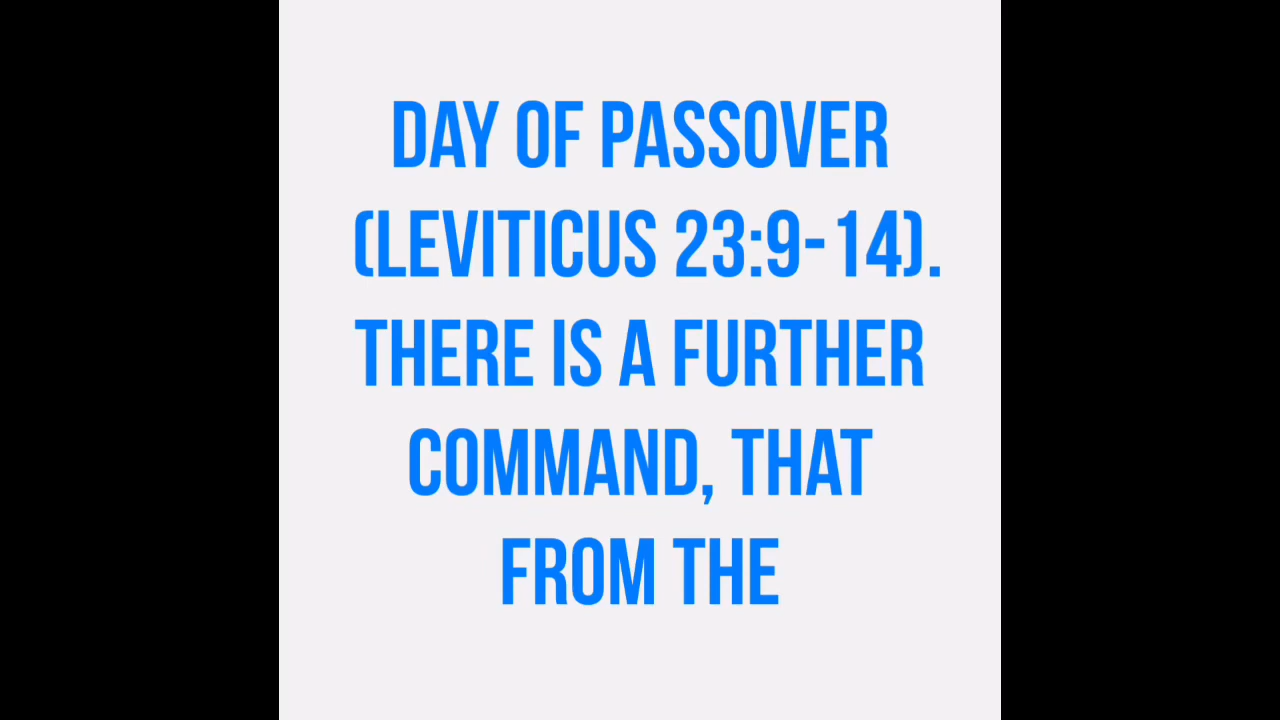 DAY OF PASSOVER
(LEVITICUS 23:9-14).
THERE IS A FURTHER
COMMAND, THAT
FROM THE